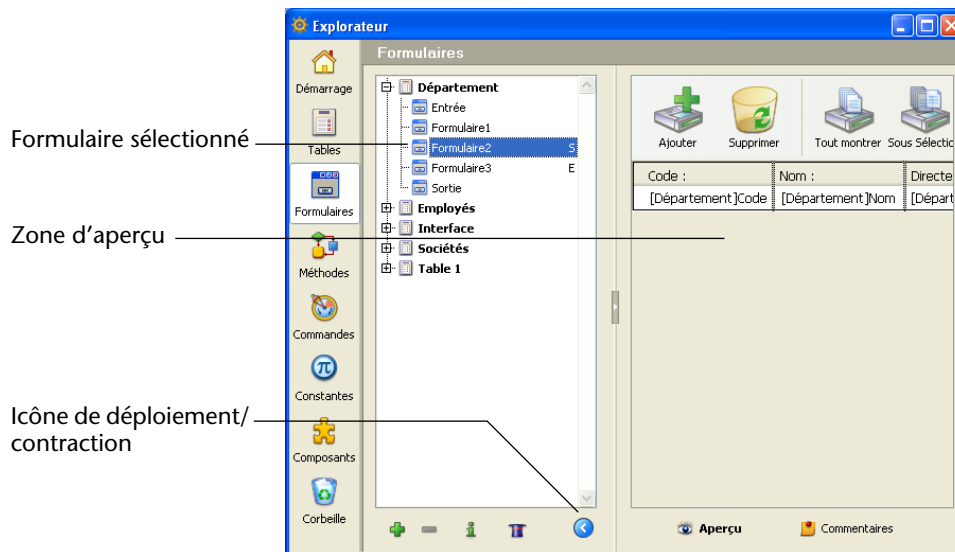 Explorateur
Formulaires
Démarrage
Tables
Formulaires
Méthodes
Commandes
Constantes
Composants
Corbeille
Formulaire sélectionné
Zone d'aperçu
Icône de déploiement/
contraction
Département
Entrée
Formulaire1
Formulaire2 S
Formulaire3 E
Sortie
Employés
Interface
Sociétés
Table 1
Ajouter Supprimer Tout montrer Sous Sélectio
Code : Nom : Directe
[Département]Code [Département]Nom [Départ
Aperçu Commentaires